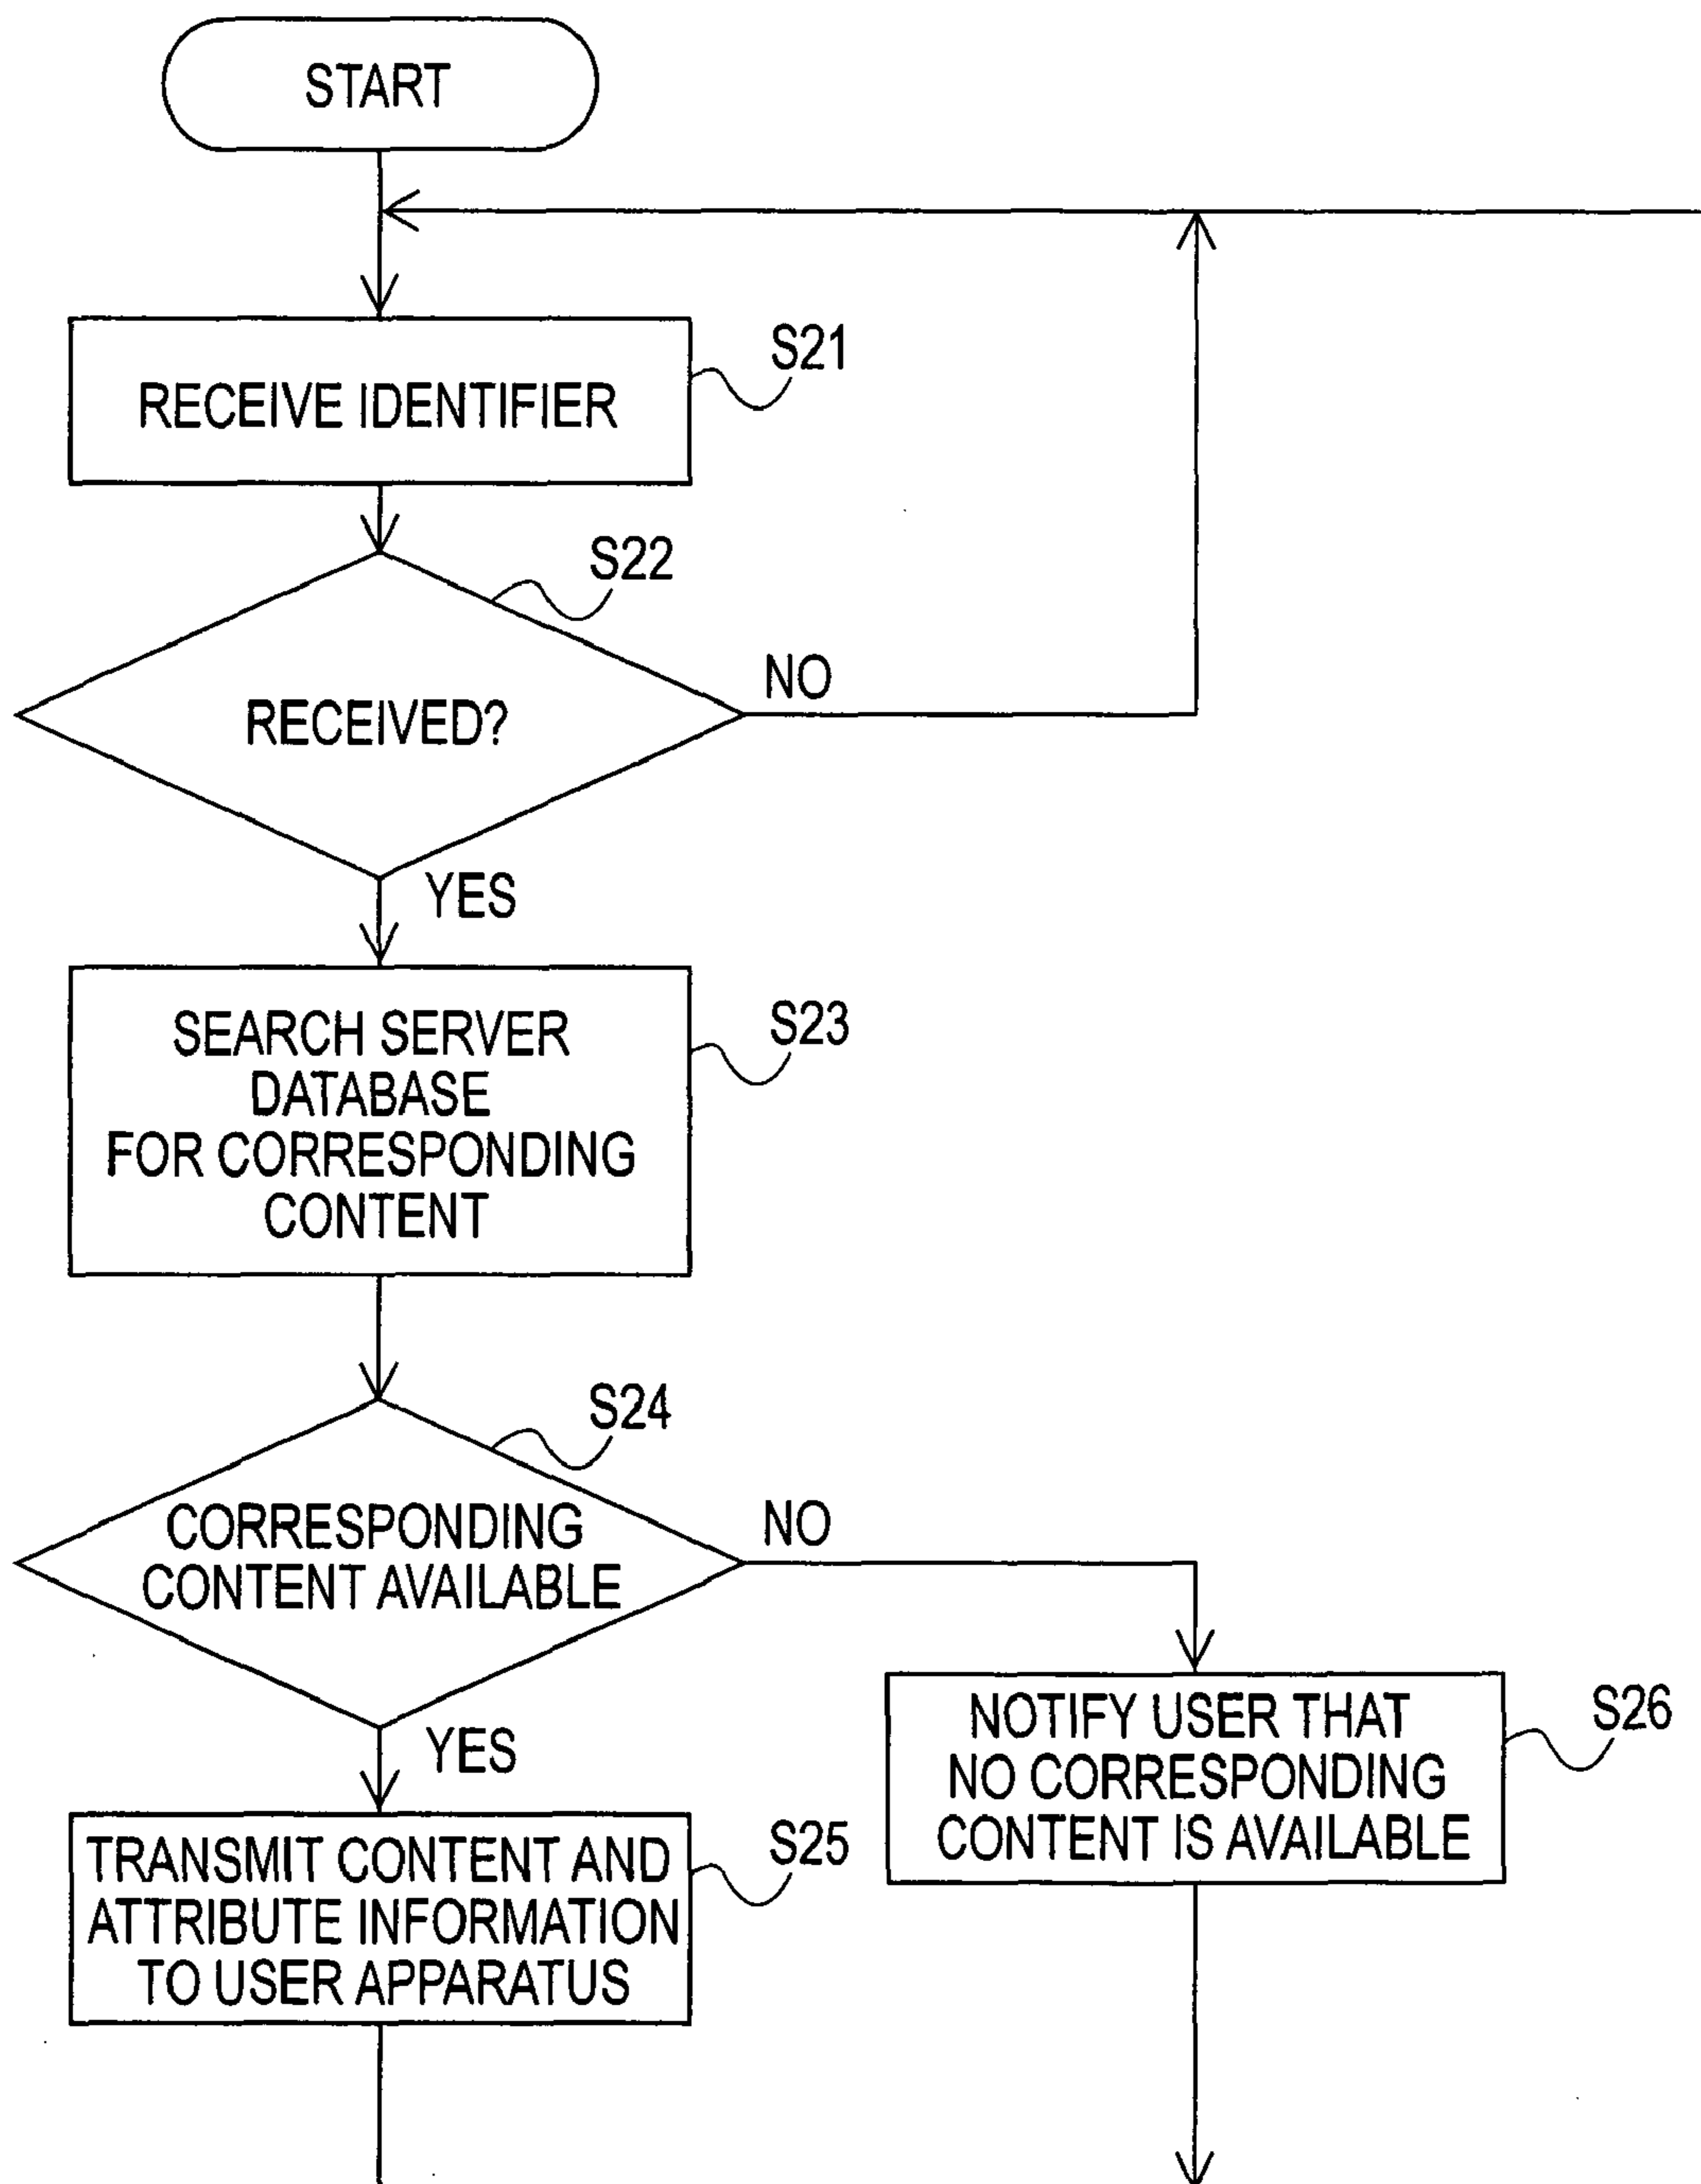 START
S21
RECEIVE IDENTIFIER
S22
NO
RECEIVED?
YES
S23
SEARCH SERVER
DATABASE
FOR CORRESPONDING
CONTENT
S24
NO
CORRESPONDING
CONTENT AVAILABLE
YES
S26
NOTIFY USER THAT
NO CORRESPONDING
CONTENT IS AVAILABLE
S25
TRANSMIT CONTENT AND
ATTRIBUTE INFORMATION
TO USER APPARATUS